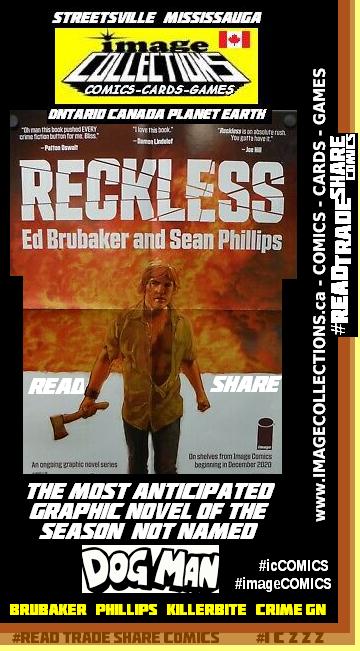 STREETSVILLE MISSISSAUGA
image
COLLECTIONS
COMICS-CARDS-GAMES
ONTARIO CANADA PLANET EARTH
"Oh man this book pushed EVERY
crime fiction button for me. Bliss."
- Patton Oswalt
"I love this book."
- Damon Lindelof
"Reckless is an absolute rush.
You gotta have it."
- Joe Hill
RECKLESS
Ed Brubaker and Sean Phillips
READ
SHARE
image
An ongoing graphic novel series
On shelves from Image Comics
beginning in December 2020
THE MOST ANTICIPATED
GRAPHIC NOVEL OF THE
SEASON NOT NAMED
DOG MAN
#icCOMICS
#imageCOMICS
BRUBAKER PHILLIPS KILLERBITE CRIME GN
#READ TRADE SHARE COMICS #I C Z Z Z
www.IMAGECOLLECTIONS.ca - COMICS - CARDS - GAMES
#READTRADESHARE
COMICS